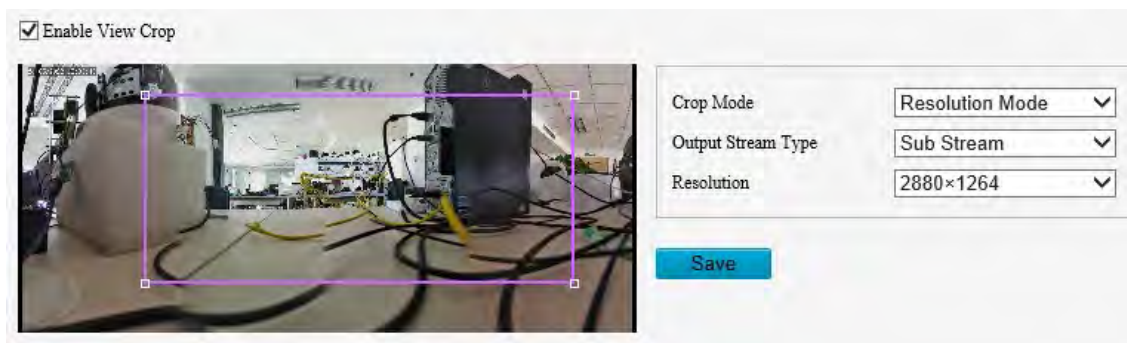 Enable View Crop
Crop Mode
Resolution Mode
Output Stream Type
Sub Stream
Resolution
2880×1264
Save